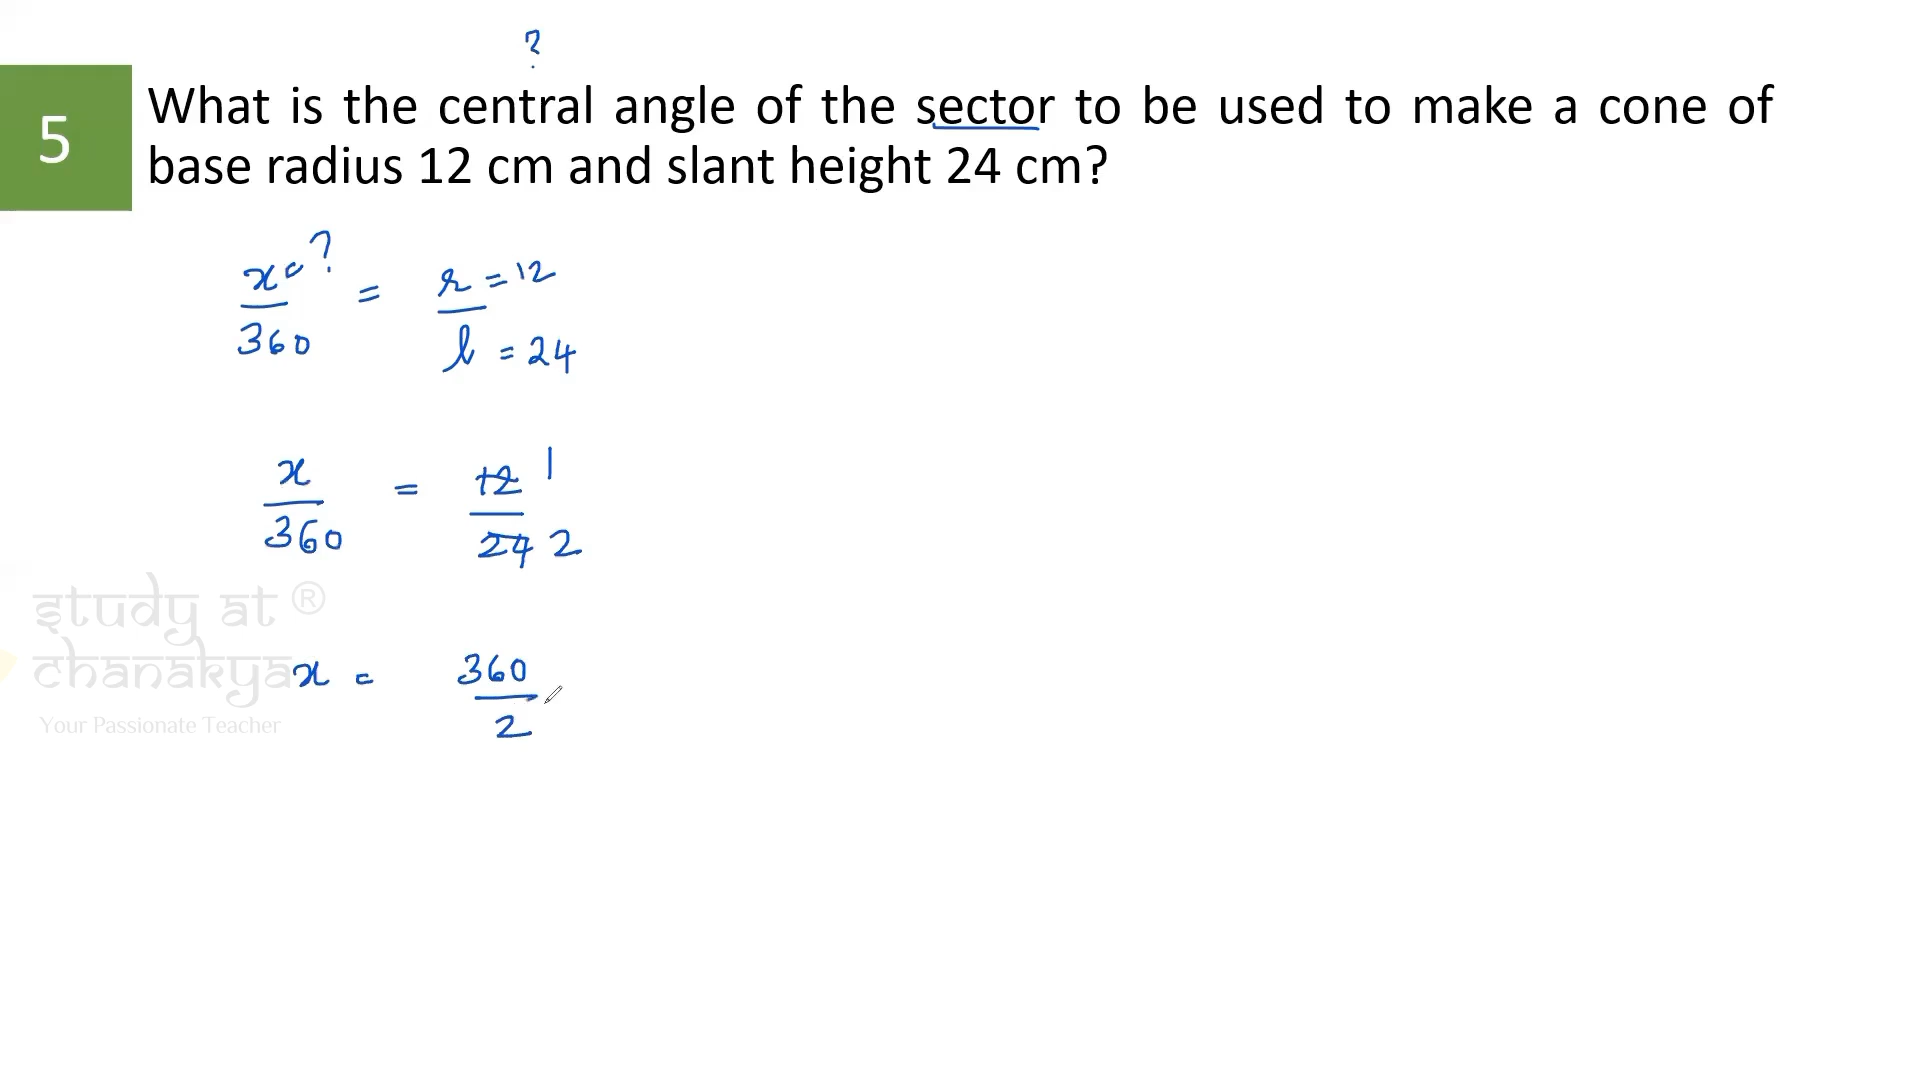 ?
5
What is the central angle of the sector to be used to make a cone of
base radius 12 cm and slant height 24 cm?
x° ? / 360 = r = 12 / l = 24
x / 360 = 12 1 / 24 2
study at ®
chanakya
Your Passionate Teacher
x = 360 / 2